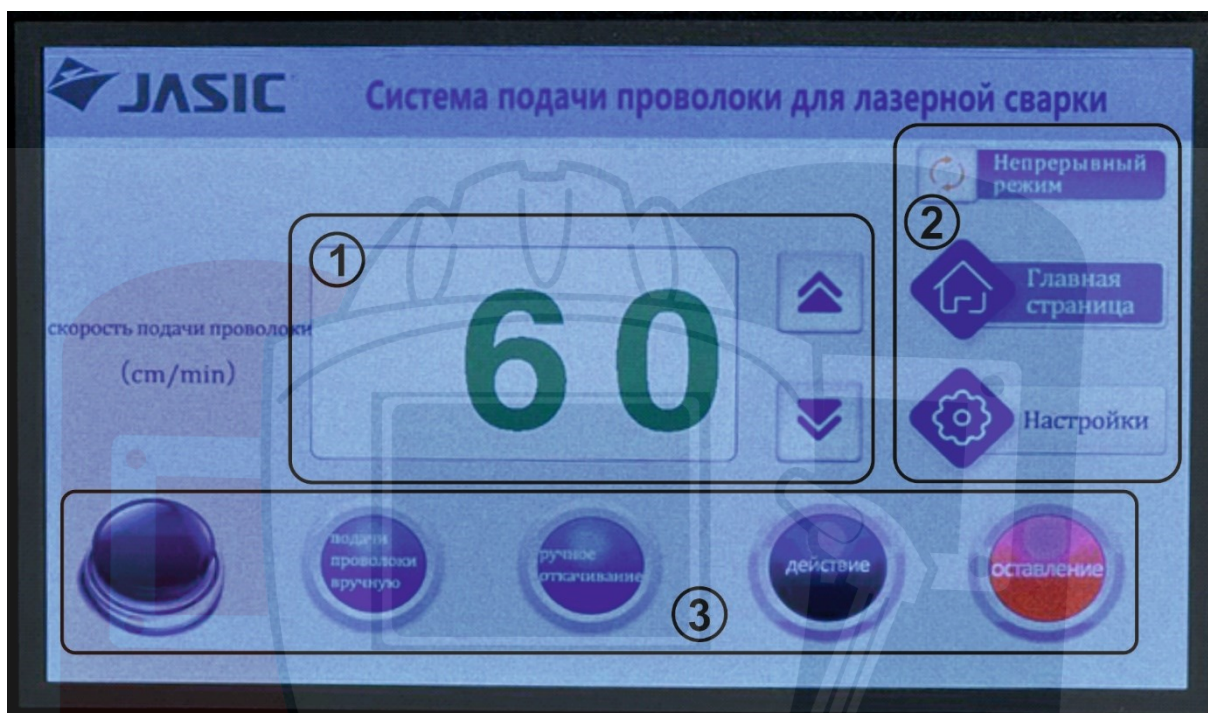 JASIC
Система подачи проволоки для лазерной сварки
Непрерывный
режим
2
1
60
Главная
страница
скорость подачи проволоки
(cm/min)
Настройки
подачи
проволоки
вручную
ручное
откачивание
действие
оставление
3